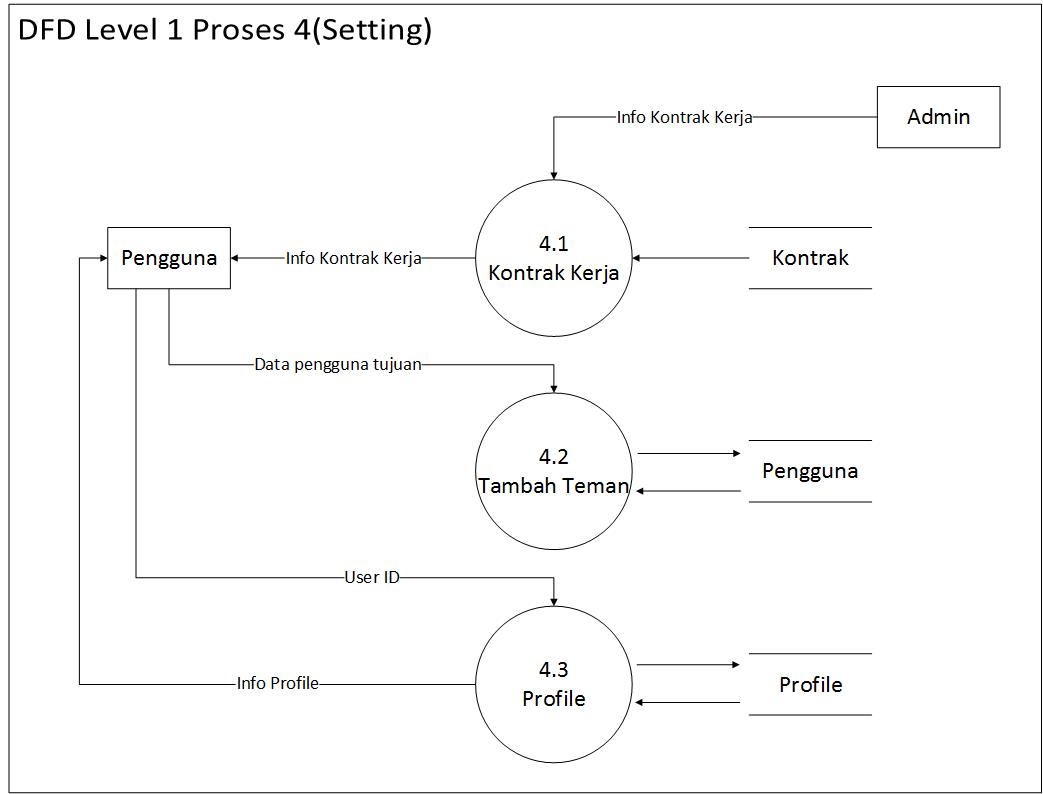 DFD Level 1 Proses 4(Setting)
Info Kontrak Kerja
Admin
Pengguna
Info Kontrak Kerja
4.1
Kontrak Kerja
Kontrak
Data pengguna tujuan
4.2
Tambah Teman
Pengguna
User ID
4.3
Profile
Info Profile
Profile